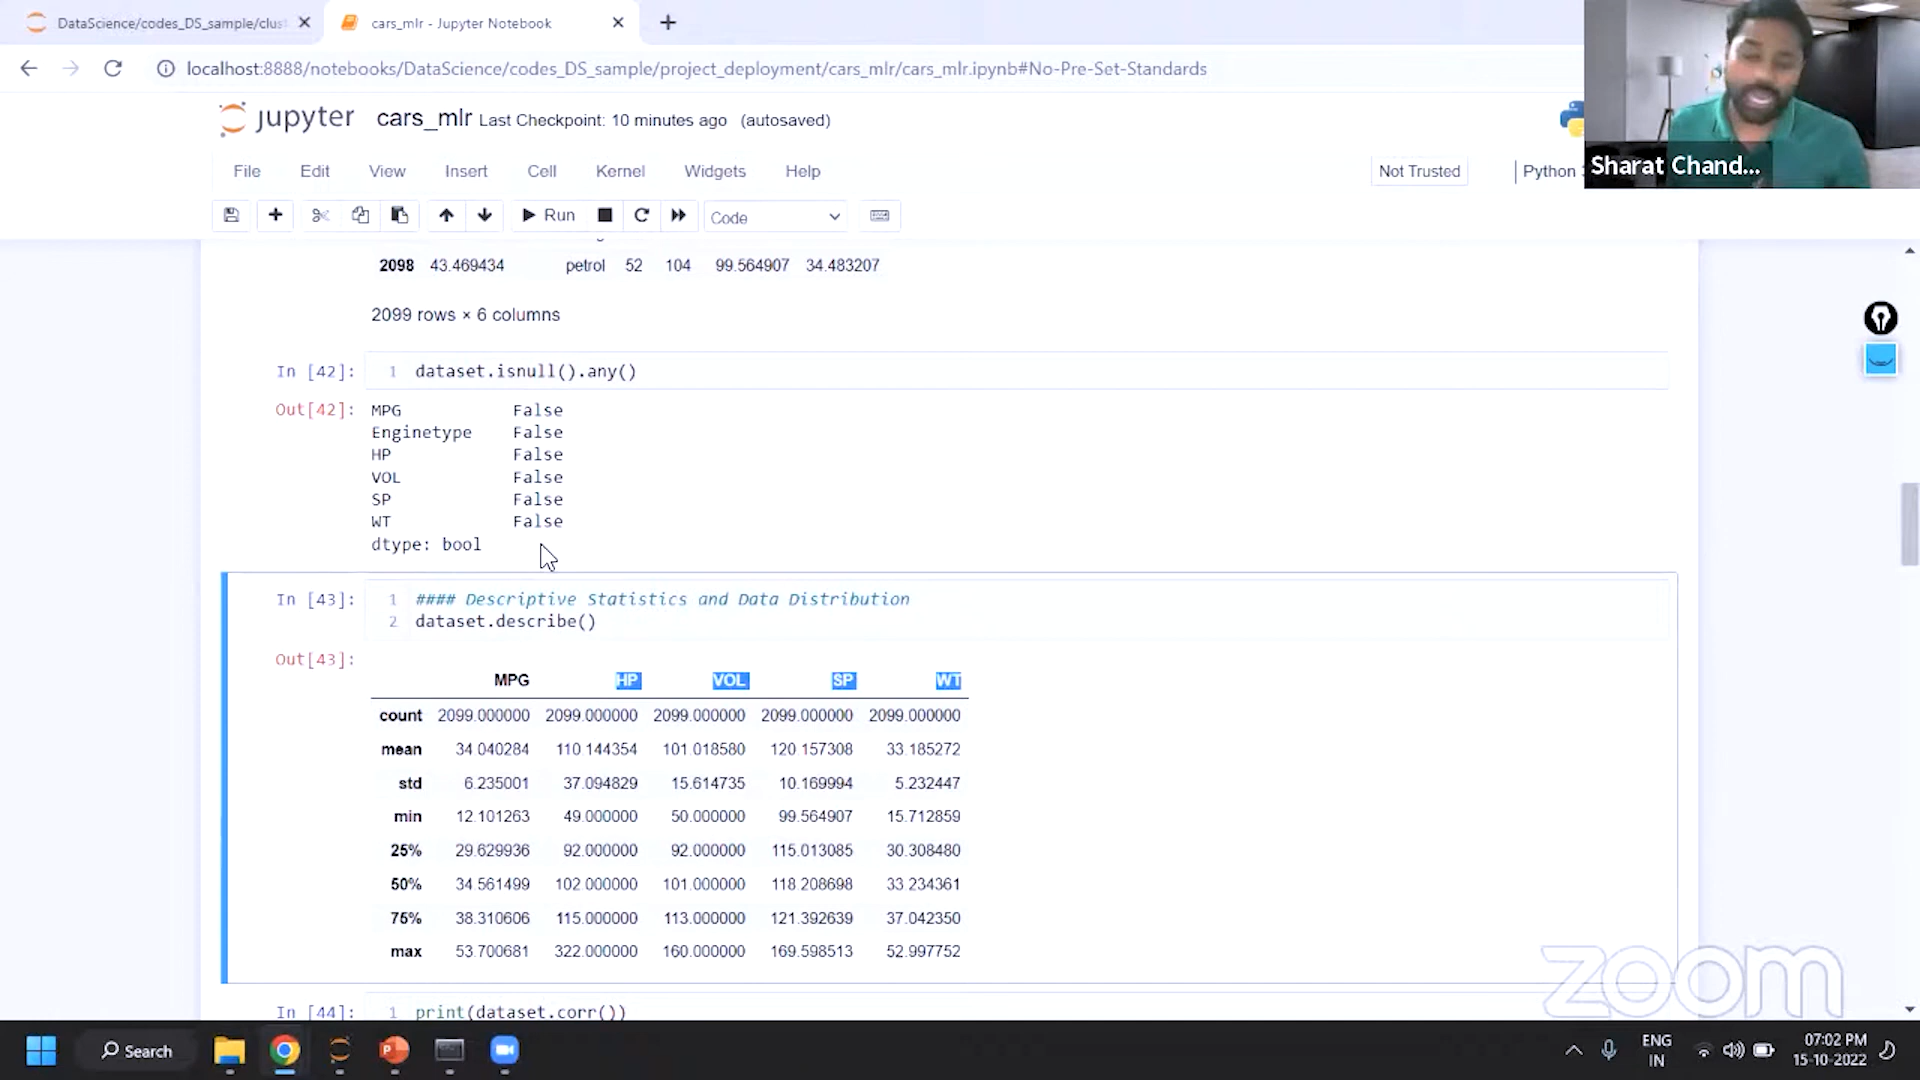 DataScience/codes_DS_sample/clus
cars_mlr - Jupyter Notebook
localhost:8888/notebooks/DataScience/codes_DS_sample/project_deployment/cars_mlr/cars_mlr.ipynb#No-Pre-Set-Standards
jupyter cars_mlr Last Checkpoint: 10 minutes ago (autosaved)
Sharat Chand...
File Edit View Insert Cell Kernel Widgets Help Not Trusted Python
Run Code
2098 43.469434 petrol 52 104 99.564907 34.483207
2099 rows × 6 columns
In [42]: 1 dataset.isnull().any()
Out[42]: MPG False
Enginetype False
HP False
VOL False
SP False
WT False
dtype: bool
In [43]: 1 #### Descriptive Statistics and Data Distribution
2 dataset.describe()
Out[43]:
MPG HP VOL SP WT
count 2099.000000 2099.000000 2099.000000 2099.000000 2099.000000
mean 34.040284 110.144354 101.018580 120.157308 33.185272
std 6.235001 37.094829 15.614735 10.169994 5.232447
min 12.101263 49.000000 50.000000 99.564907 15.712859
25% 29.629936 92.000000 92.000000 115.013085 30.308480
50% 34.561499 102.000000 101.000000 118.208698 33.234361
75% 38.310606 115.000000 113.000000 121.392639 37.042350
max 53.700681 322.000000 160.000000 169.598513 52.997752
zoom
In [44]: 1 print(dataset.corr())
Search
ENG
IN
07:02 PM
15-10-2022